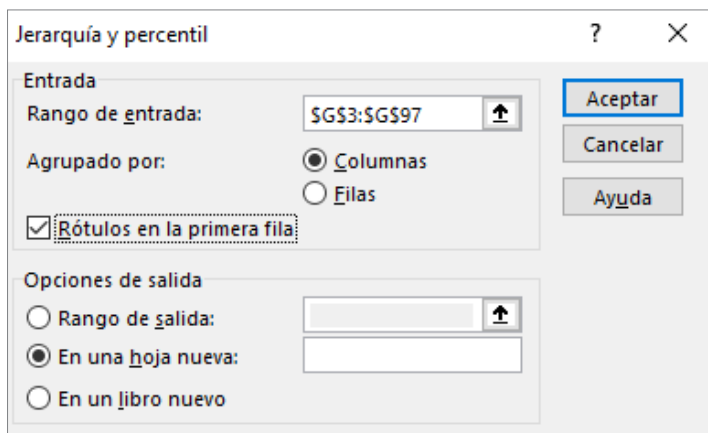 Jerarquía y percentil ?
Entrada
Rango de entrada: $G$3:$G$97
Aceptar
Cancelar
Agrupado por: Columnas
Filas
Ayuda
Rótulos en la primera fila
Opciones de salida
Rango de salida:
En una hoja nueva:
En un libro nuevo